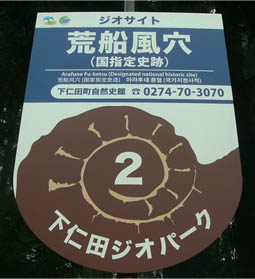 ジオサイト
荒船風穴
(国指定史跡)
Arafune Fu-ketsu (Designated national historic site)
下仁田町自然史館 ☎0274-70-3070
2
下仁田ジオパーク